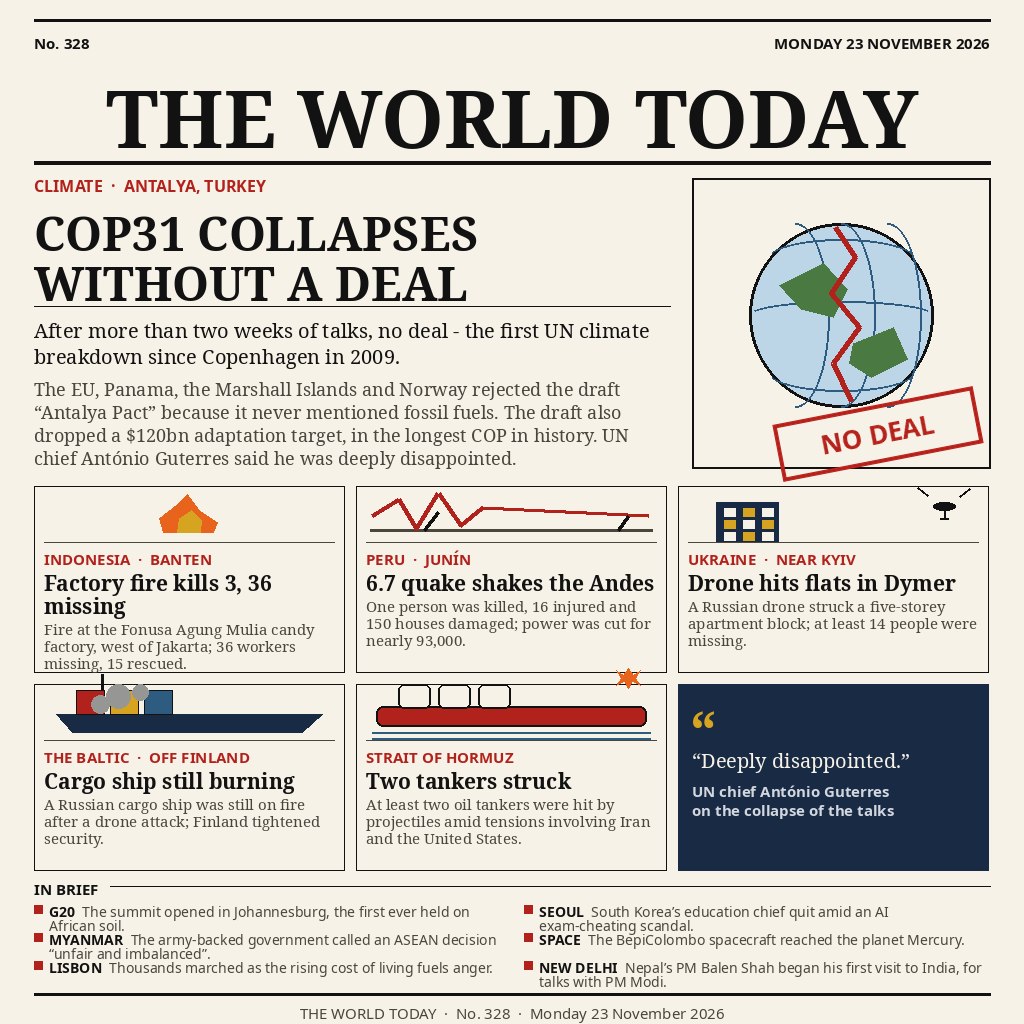 No. 328
MONDAY 23 NOVEMBER 2026
THE WORLD TODAY
CLIMATE · ANTALYA, TURKEY
COP31 COLLAPSES
WITHOUT A DEAL
After more than two weeks of talks, no deal - the first UN climate
breakdown since Copenhagen in 2009.
The EU, Panama, the Marshall Islands and Norway rejected the draft
“Antalya Pact” because it never mentioned fossil fuels. The draft also
dropped a $120bn adaptation target, in the longest COP in history. UN
chief António Guterres said he was deeply disappointed.
NO DEAL
INDONESIA · BANTEN
Factory fire kills 3, 36
missing
Fire at the Fonusa Agung Mulia candy
factory, west of Jakarta; 36 workers
missing, 15 rescued.
PERU · JUNÍN
6.7 quake shakes the Andes
One person was killed, 16 injured and
150 houses damaged; power was cut for
nearly 93,000.
UKRAINE · NEAR KYIV
Drone hits flats in Dymer
A Russian drone struck a five-storey
apartment block; at least 14 people were
missing.
THE BALTIC · OFF FINLAND
Cargo ship still burning
A Russian cargo ship was still on fire
after a drone attack; Finland tightened
security.
STRAIT OF HORMUZ
Two tankers struck
At least two oil tankers were hit by
projectiles amid tensions involving Iran
and the United States.
“
“Deeply disappointed.”
UN chief António Guterres
on the collapse of the talks
IN BRIEF
G20 The summit opened in Johannesburg, the first ever held on
African soil.
MYANMAR The army-backed government called an ASEAN decision
“unfair and imbalanced”.
LISBON Thousands marched as the rising cost of living fuels anger.
SEOUL South Korea’s education chief quit amid an AI
exam-cheating scandal.
SPACE The BepiColombo spacecraft reached the planet Mercury.
NEW DELHI Nepal’s PM Balen Shah began his first visit to India, for
talks with PM Modi.
THE WORLD TODAY · No. 328 · Monday 23 November 2026